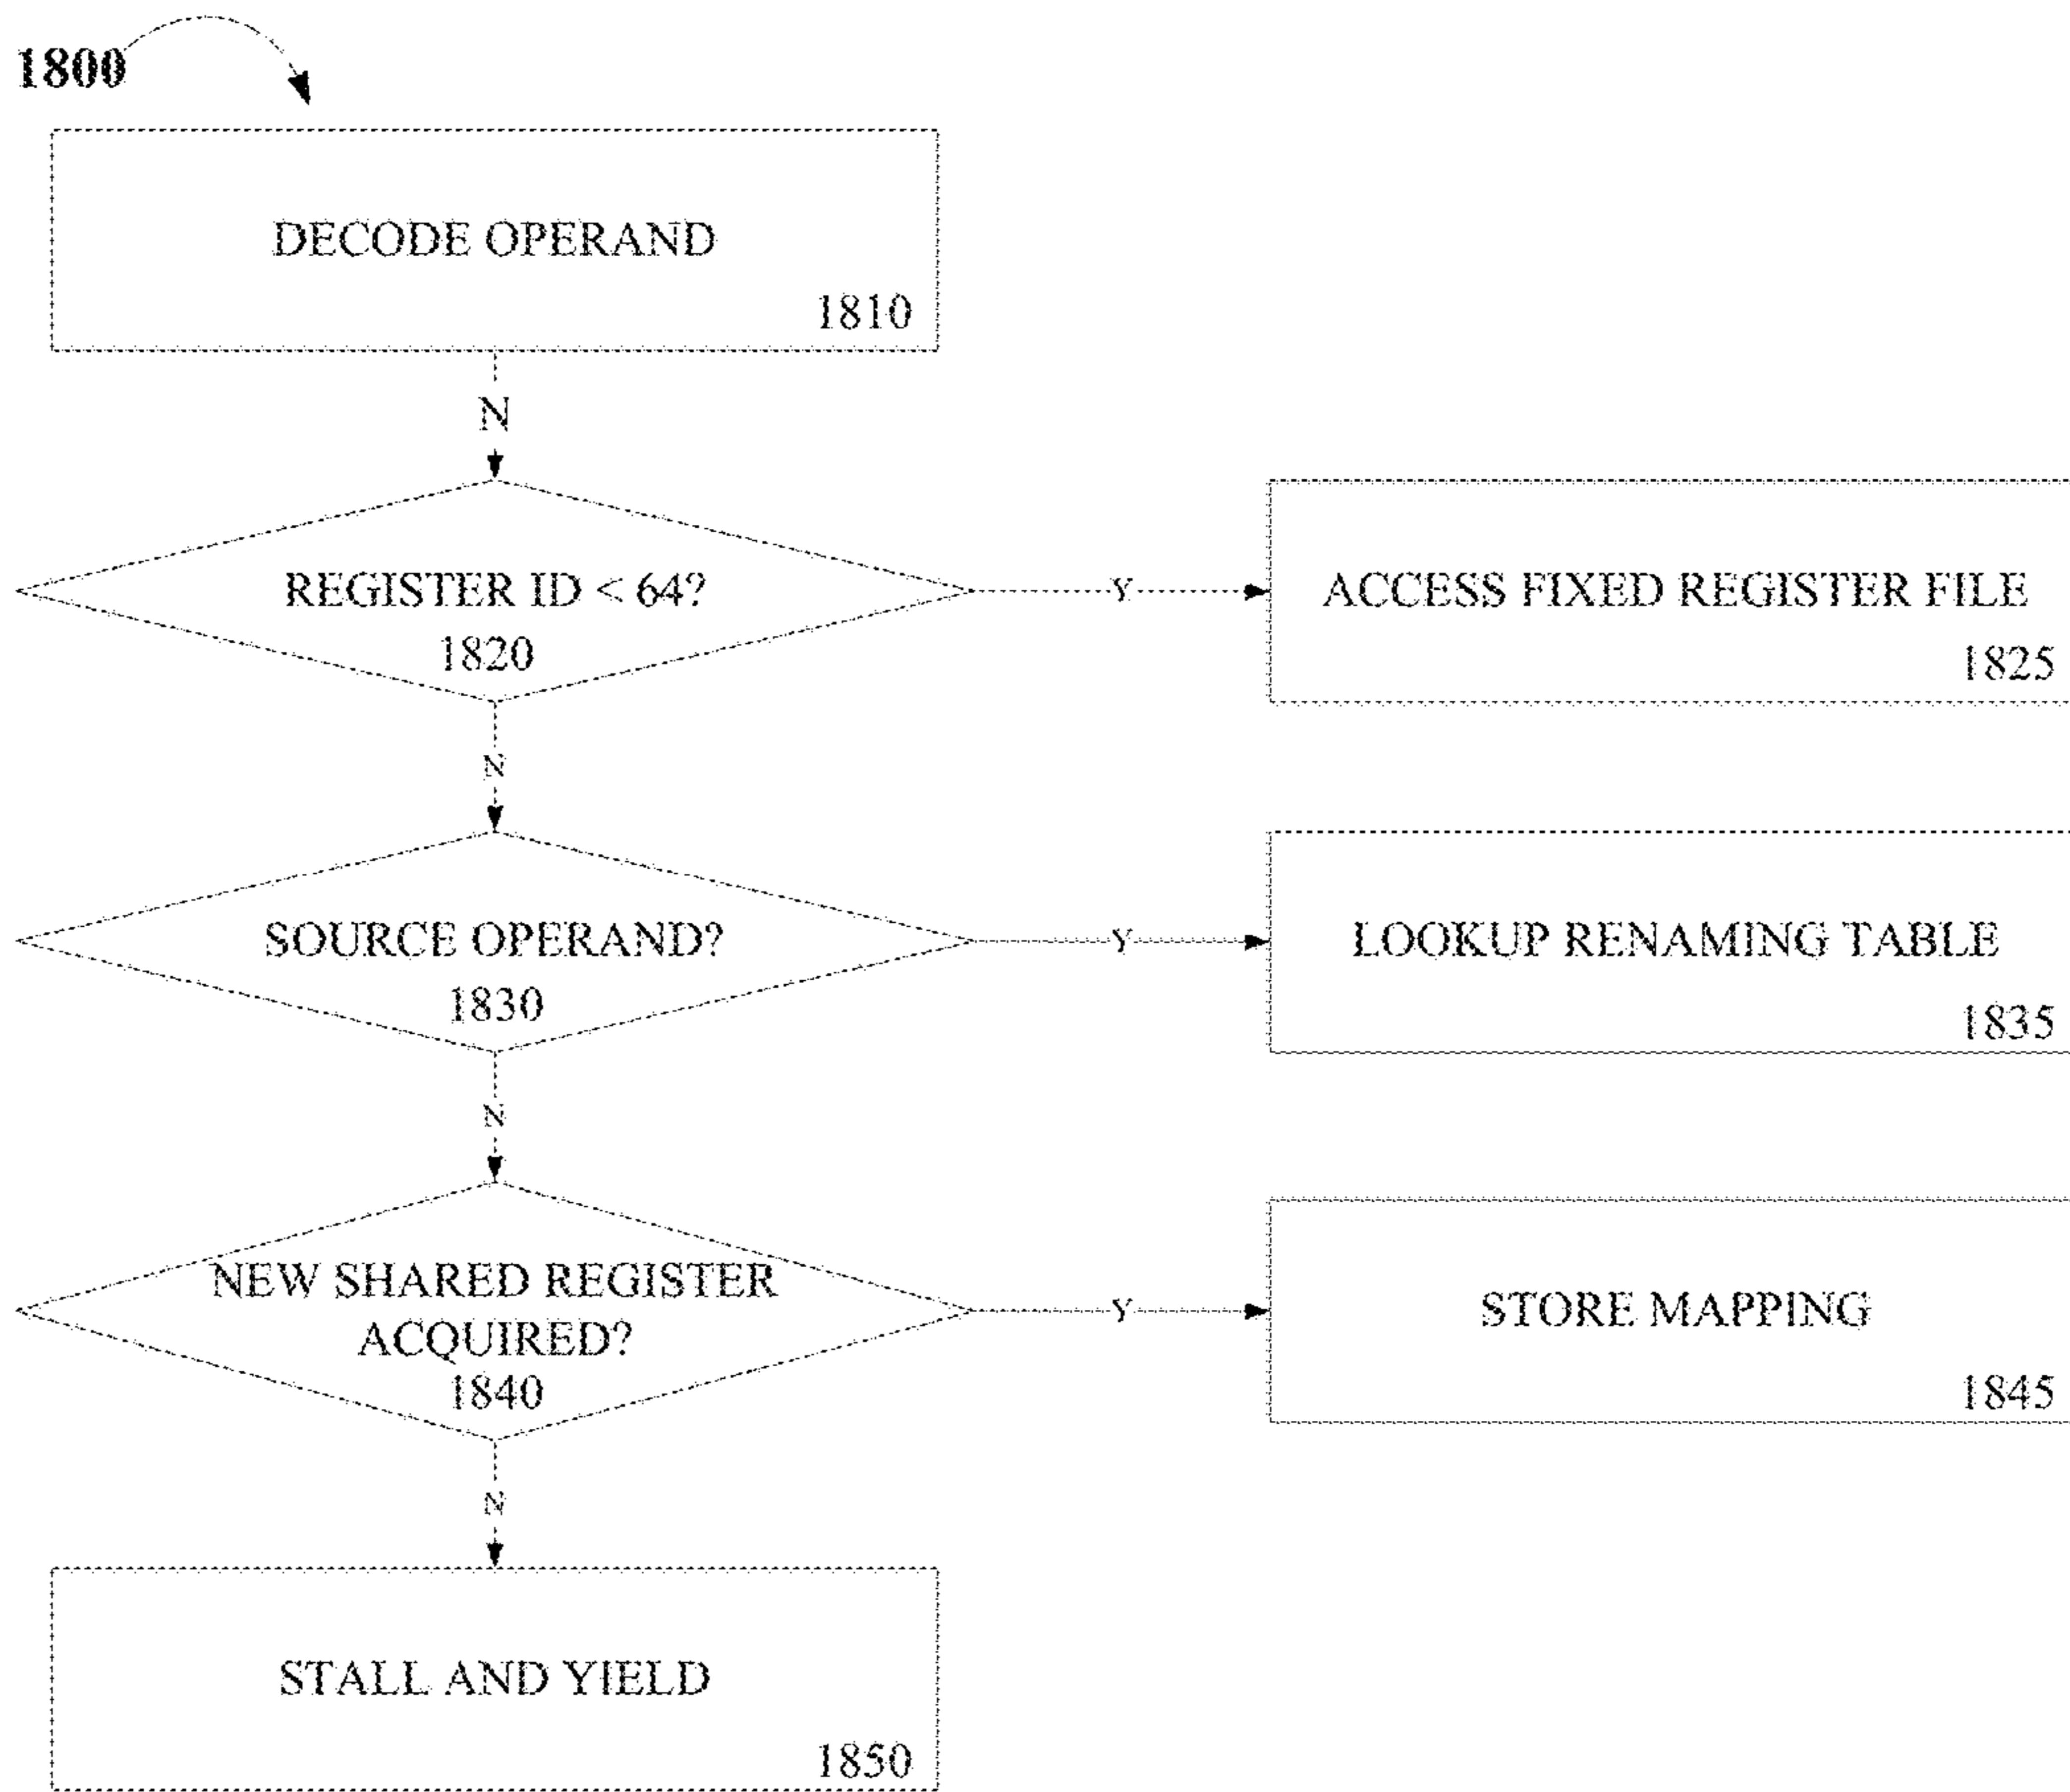 1800
DECODE OPERAND
1810
N
REGISTER ID < 64?
1820
Y
ACCESS FIXED REGISTER FILE
1825
N
SOURCE OPERAND?
1830
Y
LOOKUP RENAMING TABLE
1835
N
NEW SHARED REGISTER
ACQUIRED?
1840
Y
STORE MAPPING
1845
N
STALL AND YIELD
1850